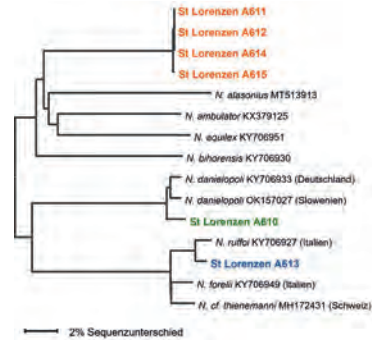 St Lorenzen A611
St Lorenzen A612
St Lorenzen A614
St Lorenzen A615
N. alasonius MT513913
N. ambulator KX379125
N. aquilex KY706951
N. bihorensis KY706930
N. danielopoli KY706933 (Deutschland)
N. danielopoli OK157027 (Slowenien)
St Lorenzen A610
N. ruffoi KY706927 (Italien)
St Lorenzen A613
N. forelii KY706949 (Italien)
N. cf. thienemanni MH172431 (Schweiz)
2% Sequenzunterschied